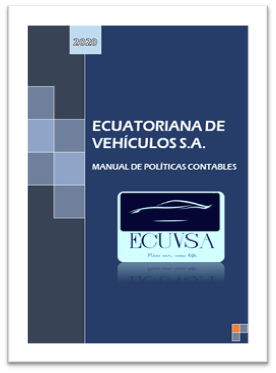 2020
ECUATORIANA DE
VEHÍCULOS S.A.
MANUAL DE POLÍTICAS CONTABLES
ECUVSA